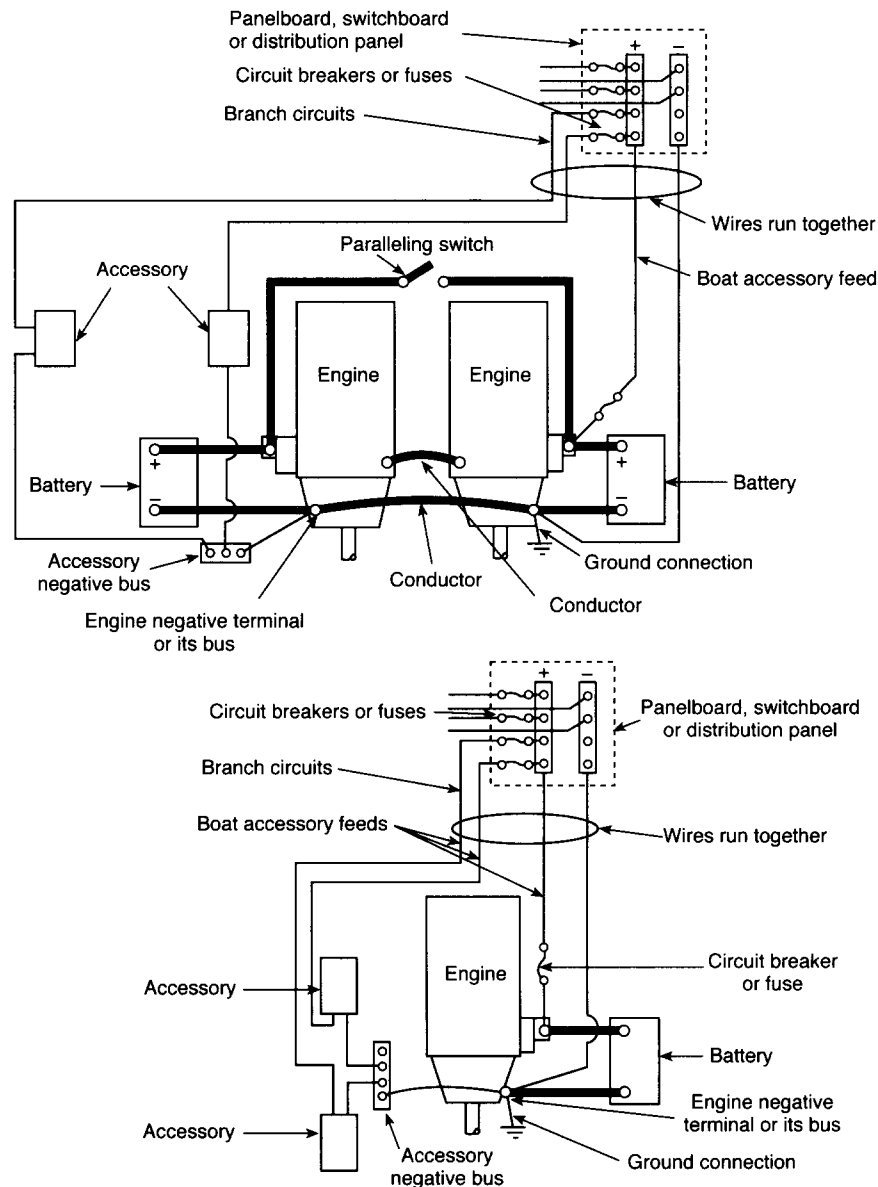 Panelboard, switchboard
or distribution panel
+ −
Circuit breakers or fuses
Branch circuits
Wires run together
Paralleling switch
Accessory
Boat accessory feed
Engine
Engine
+
+
Battery
−
−
Battery
Accessory
negative bus
Ground connection
Conductor
Conductor
Engine negative terminal
or its bus
+ −
Circuit breakers or fuses
Panelboard, switchboard
or distribution panel
Branch circuits
Boat accessory feeds
Wires run together
Engine
Circuit breaker
or fuse
Accessory
Battery
Engine negative
terminal or its bus
Accessory
Accessory
negative bus
Ground connection